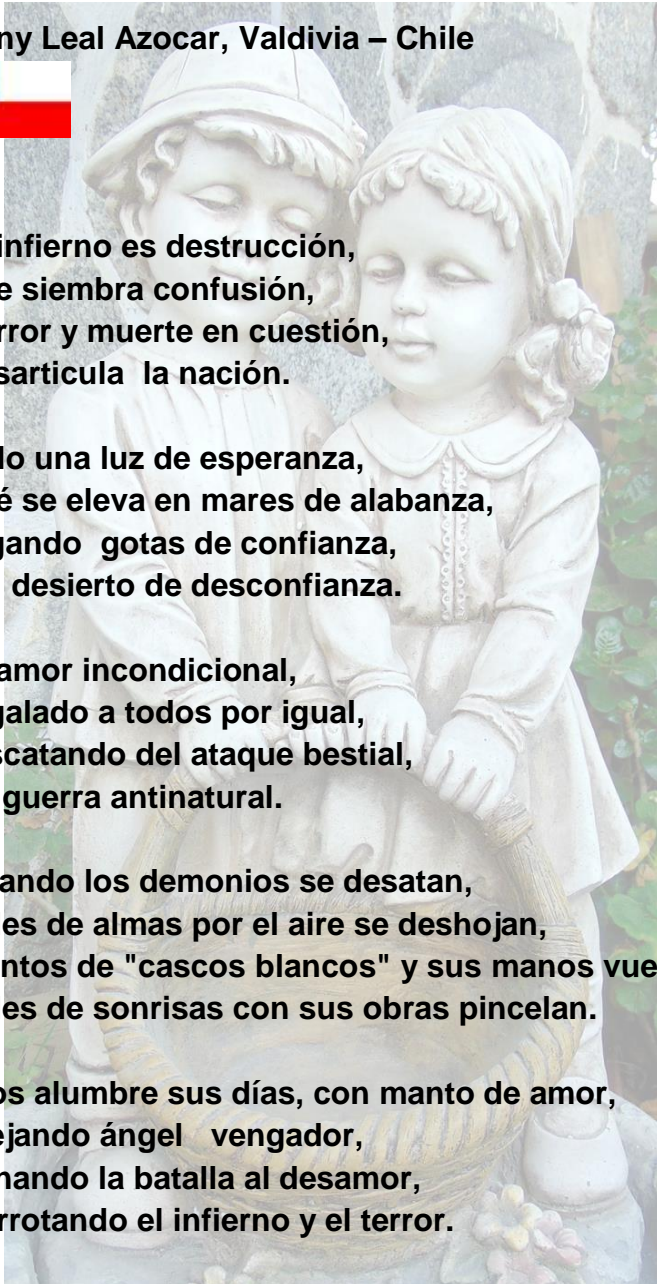 ny Leal Azocar, Valdivia – Chile
infierno es destrucción,
e siembra confusión,
rror y muerte en cuestión,
sarticula la nación.
lo una luz de esperanza,
é se eleva en mares de alabanza,
gando gotas de confianza,
desierto de desconfianza.
amor incondicional,
galado a todos por igual,
scatando del ataque bestial,
guerra antinatural.
ando los demonios se desatan,
es de almas por el aire se deshojan,
ntos de "cascos blancos" y sus manos vue
es de sonrisas con sus obras pincelan.
os alumbre sus días, con manto de amor,
ejando ángel vengador,
nando la batalla al desamor,
rrotando el infierno y el terror.